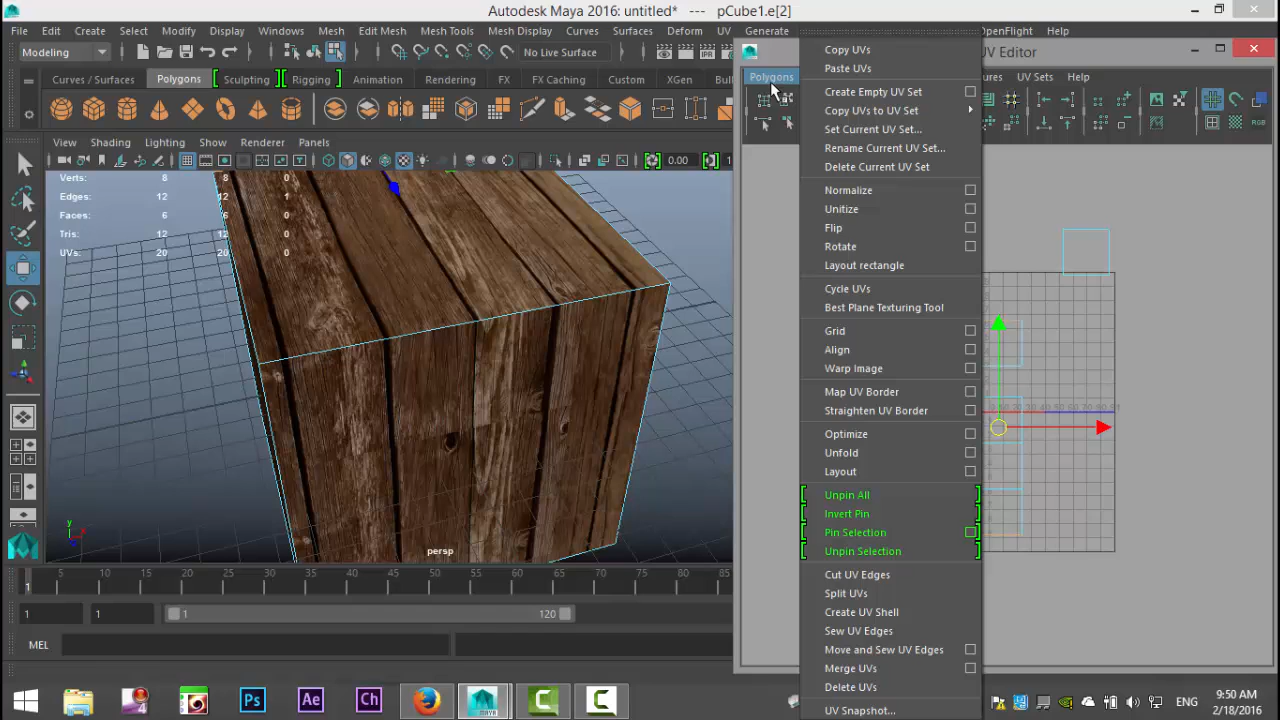 Autodesk Maya 2016: untitled* --- pCube1.e[2]
File Edit Create Select Modify Display Windows Mesh Edit Mesh Mesh Tools Mesh Display Curves Surfaces Deform UV Generate OpenFlight Help
Modeling No Live Surface
UV Editor
Curves / Surfaces Polygons Sculpting Rigging Animation Rendering FX FX Caching Custom XGen
Polygons UV Sets Help
View Shading Lighting Show Renderer Panels
0.00
Verts: 8 8 0
Edges: 12 12 1
Faces: 6 6 0
Tris: 12 12 0
UVs: 20 20 0
persp
Copy UVs
Paste UVs
Create Empty UV Set
Copy UVs to UV Set
Set Current UV Set...
Rename Current UV Set...
Delete Current UV Set
Normalize
Unitize
Flip
Rotate
Layout rectangle
Cycle UVs
Best Plane Texturing Tool
Grid
Align
Warp Image
Map UV Border
Straighten UV Border
Optimize
Unfold
Layout
Unpin All
Invert Pin
Pin Selection
Unpin Selection
Cut UV Edges
Split UVs
Create UV Shell
Sew UV Edges
Move and Sew UV Edges
Merge UVs
Delete UVs
UV Snapshot...
RGB
1 5 10 15 20 25 30 35 40 45 50 55 60 65 70 75 80 85
1 1 1 120
MEL
Ps Ae Ch MAYA
ENG
9:50 AM
2/18/2016